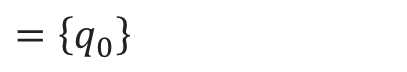 = {q₀}